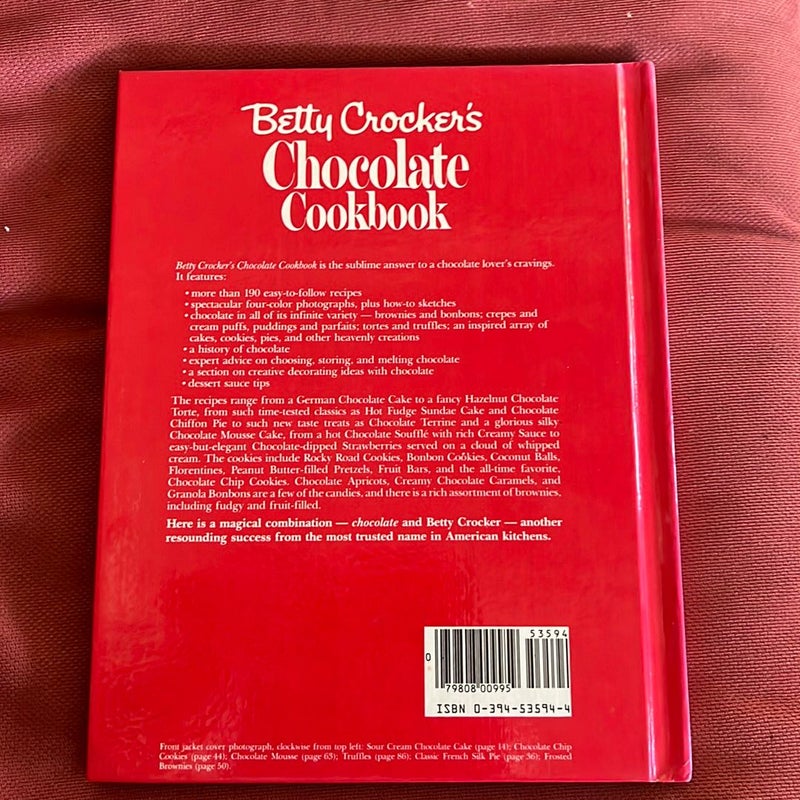 Betty Crocker's
Chocolate
Cookbook
Betty Crocker's Chocolate Cookbook is the sublime answer to a chocolate lover's cravings.
It features:
• more than 190 easy-to-follow recipes
• spectacular four-color photographs, plus how-to sketches
• chocolate in all of its infinite variety — brownies and bonbons; crepes and
cream puffs, puddings and parfaits; tortes and truffles; an inspired array of
cakes, cookies, pies, and other heavenly creations
• a history of chocolate
• expert advice on choosing, storing, and melting chocolate
• a section on creative decorating ideas with chocolate
• dessert sauce tips
The recipes range from a German Chocolate Cake to a fancy Hazelnut Chocolate
Torte, from such time-tested classics as Hot Fudge Sundae Cake and Chocolate
Chiffon Pie to such new taste treats as Chocolate Terrine and a glorious silky
Chocolate Mousse Cake, from a hot Chocolate Soufflé with rich Creamy Sauce to
easy-but-elegant Chocolate-dipped Strawberries served on a cloud of whipped
cream. The cookies include Rocky Road Cookies, Bonbon Cookies, Coconut Balls,
Florentines, Peanut Butter-filled Pretzels, Fruit Bars, and the all-time favorite,
Chocolate Chip Cookies. Chocolate Apricots, Creamy Chocolate Caramels, and
Granola Bonbons are a few of the candies, and there is a rich assortment of brownies,
including fudgy and fruit-filled.
Here is a magical combination — chocolate and Betty Crocker — another
resounding success from the most trusted name in American kitchens.
53594
0
79808 00995
ISBN 0-394-53594-4
Front jacket cover photograph, clockwise from top left: Sour Cream Chocolate Cake (page 14); Chocolate Chip
Cookies (page 44); Chocolate Mousse (page 63); Truffles (page 86); Classic French Silk Pie (page 36); Frosted
Brownies (page 50).